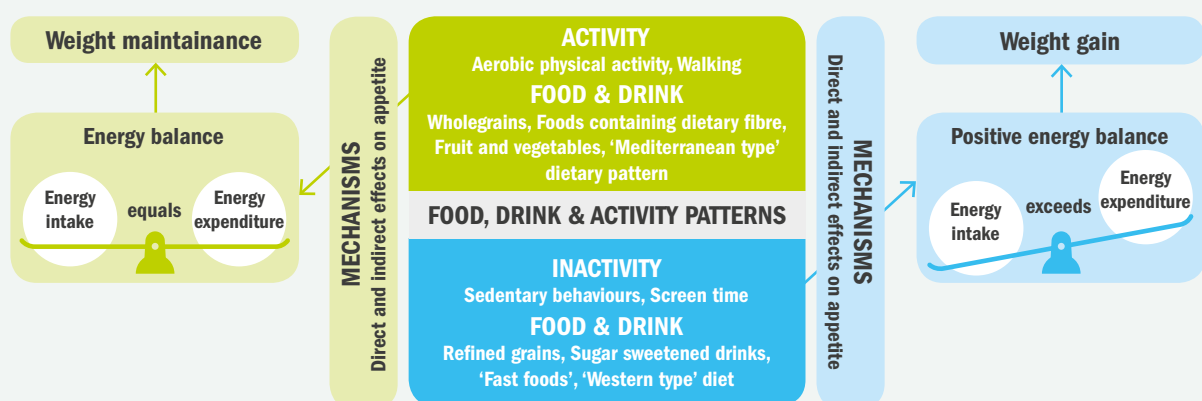 Weight maintainance
Energy balance
Energy
intake
equals
Energy
expenditure
MECHANISMS
Direct and indirect effects on appetite
ACTIVITY
Aerobic physical activity, Walking
FOOD & DRINK
Wholegrains, Foods containing dietary fibre,
Fruit and vegetables, ‘Mediterranean type’
dietary pattern
FOOD, DRINK & ACTIVITY PATTERNS
INACTIVITY
Sedentary behaviours, Screen time
FOOD & DRINK
Refined grains, Sugar sweetened drinks,
‘Fast foods’, ‘Western type’ diet
Direct and indirect effects on appetite
MECHANISMS
Weight gain
Positive energy balance
Energy
intake
exceeds
Energy
expenditure